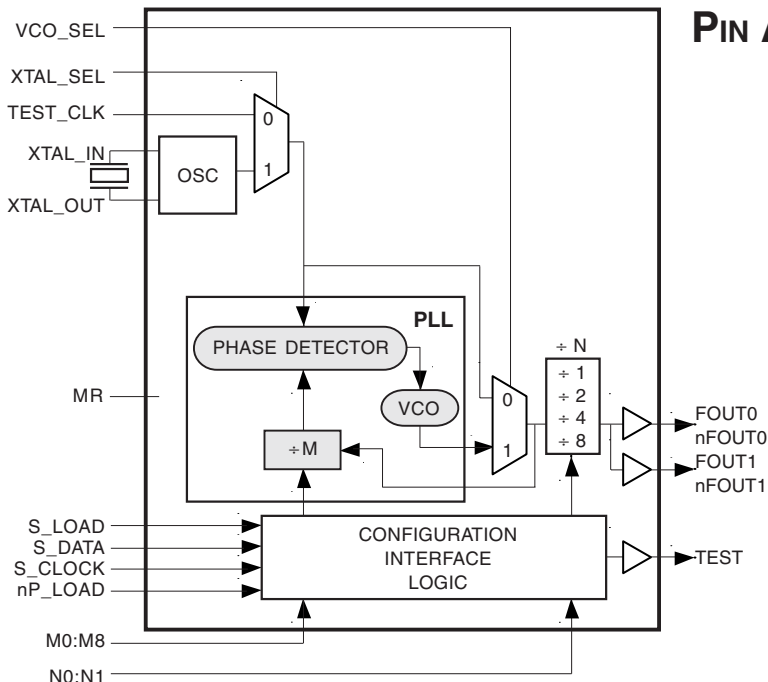 VCO_SEL
PIN A
XTAL_SEL
TEST_CLK
0
XTAL_IN
OSC
1
XTAL_OUT
PLL
PHASE DETECTOR
÷ N
÷ 1
÷ 2
÷ 4
÷ 8
MR
VCO
0
1
÷M
FOUT0
nFOUT0
FOUT1
nFOUT1
S_LOAD
S_DATA
S_CLOCK
nP_LOAD
CONFIGURATION
INTERFACE
LOGIC
TEST
M0:M8
N0:N1